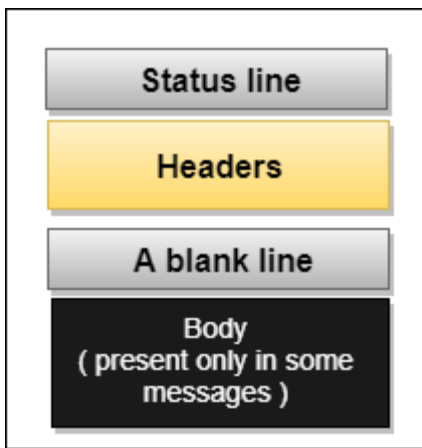 Status line
Headers
A blank line
Body
( present only in some
messages )